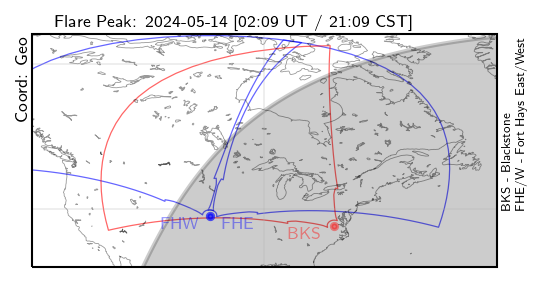 Flare Peak: 2024-05-14 [02:09 UT / 21:09 CST]
Coord: Geo
FHW
FHE
BKS
BKS - Blackstone
FHE/W - Fort Hays East/West